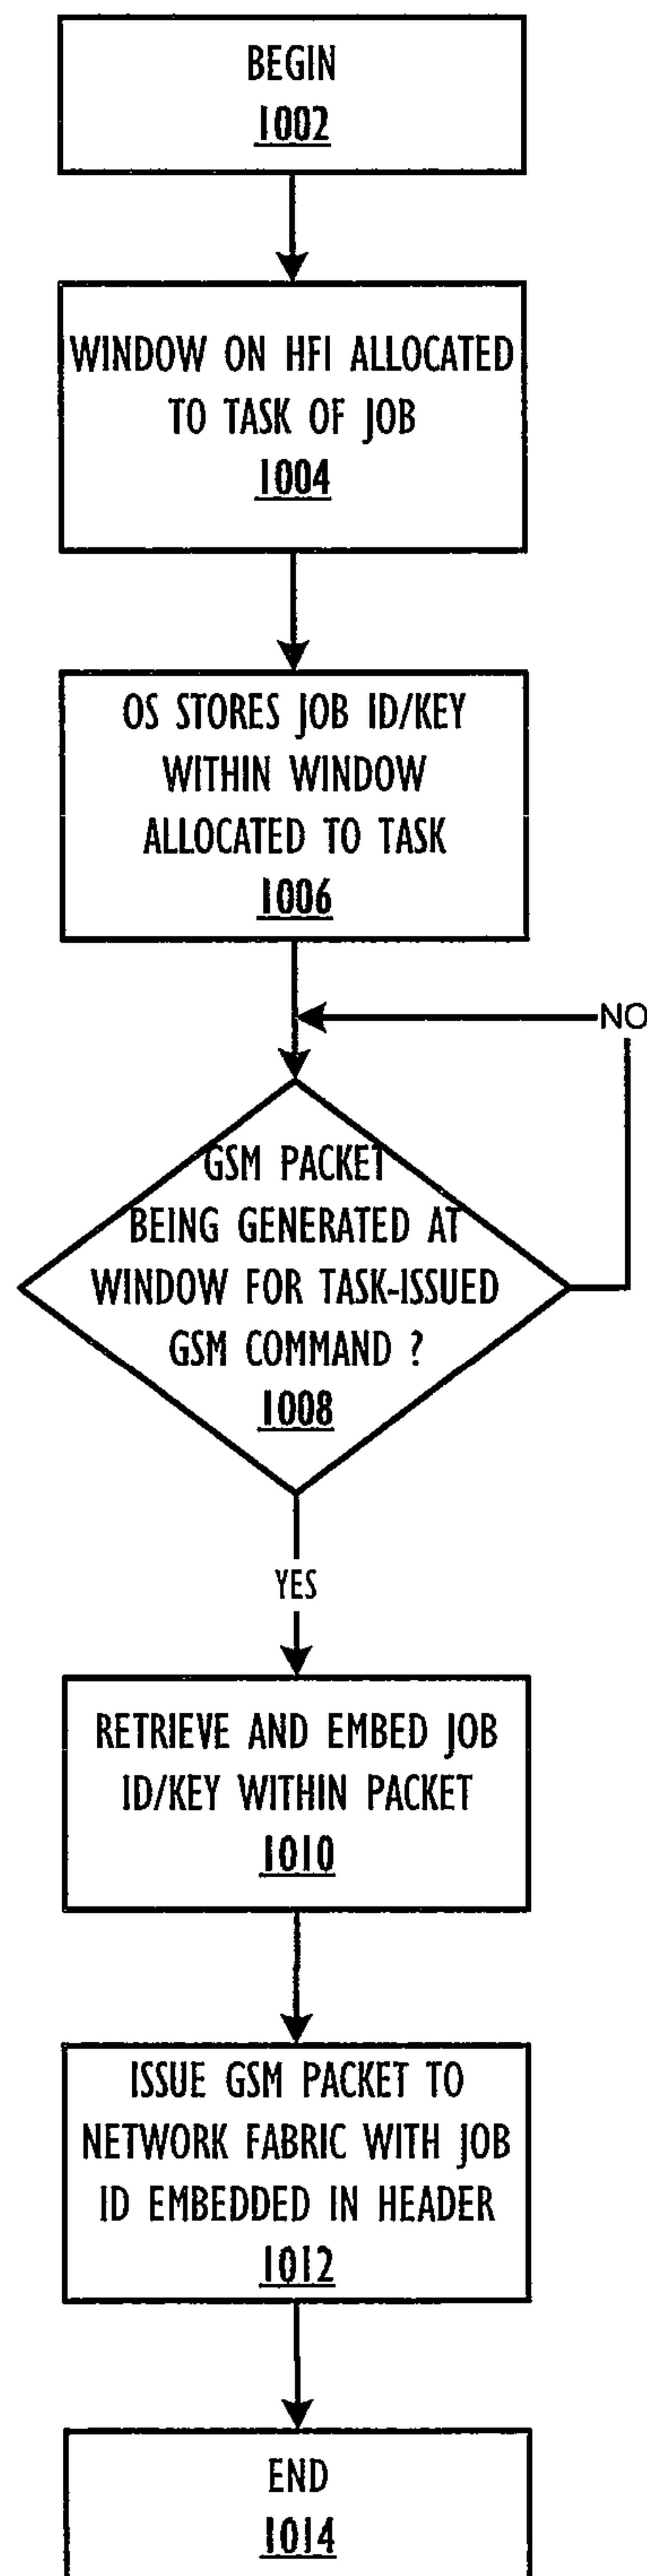 BEGIN
1002
WINDOW ON HFI ALLOCATED
TO TASK OF JOB
1004
OS STORES JOB ID/KEY
WITHIN WINDOW
ALLOCATED TO TASK
1006
NO
GSM PACKET
BEING GENERATED AT
WINDOW FOR TASK-ISSUED
GSM COMMAND ?
1008
YES
RETRIEVE AND EMBED JOB
ID/KEY WITHIN PACKET
1010
ISSUE GSM PACKET TO
NETWORK FABRIC WITH JOB
ID EMBEDDED IN HEADER
1012
END
1014